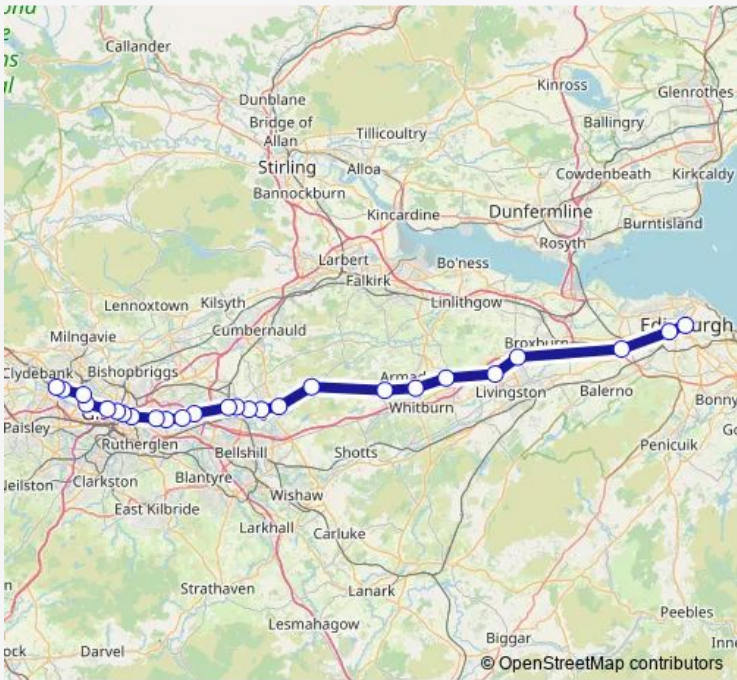 Callander
Kinross
Glenrothes
Dunblane
Bridge of
Allan
Tillicoultry
Ballingry
Stirling
Alloa
Cowdenbeath
Kirkcaldy
Bannockburn
Kincardine
Dunfermline
Burntisland
Rosyth
Larbert
Bo'ness
Falkirk
Lennoxtown
Kilsyth
Linlithgow
Milngavie
Cumbernauld
Broxburn
Clydebank
Bishopbriggs
Livingston
Balerno
Paisley
Whitburn
Rutherglen
Bellshill
Shotts
Penicuik
Neilston
Clarkston
Blantyre
East Kilbride
Wishaw
Larkhall
Carluke
Strathaven
Lanark
Peebles
Lesmahagow
Darvel
Biggar
© OpenStreetMap contributors